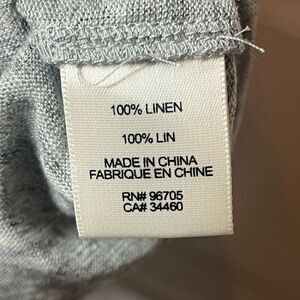 100% LINEN
100% LIN
MADE IN CHINA
FABRIQUE EN CHINE
RN# 96705
CA# 34460